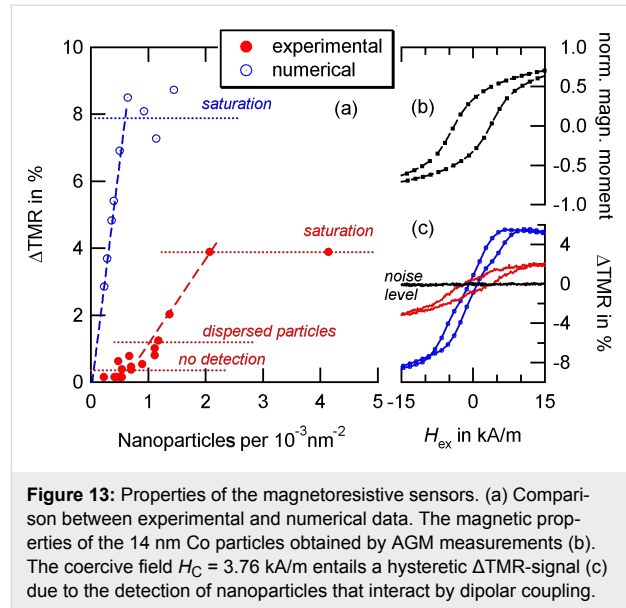 experimental
numerical
10
8
6
4
2
0
ΔTMR in %
saturation
(a)
saturation
dispersed particles
no detection
0
1
2
3
4
5
Nanoparticles per 10⁻³nm⁻²
(b)
1.0
0.5
0.0
-0.5
-1.0
norm. magn. moment
(c)
noise
level
4
0
-4
-8
ΔTMR in %
-15
0
15
H_ex in kA/m
Figure 13: Properties of the magnetoresistive sensors. (a) Compari-
son between experimental and numerical data. The magnetic prop-
erties of the 14 nm Co particles obtained by AGM measurements (b).
The coercive field H_C = 3.76 kA/m entails a hysteretic ΔTMR-signal (c)
due to the detection of nanoparticles that interact by dipolar coupling.